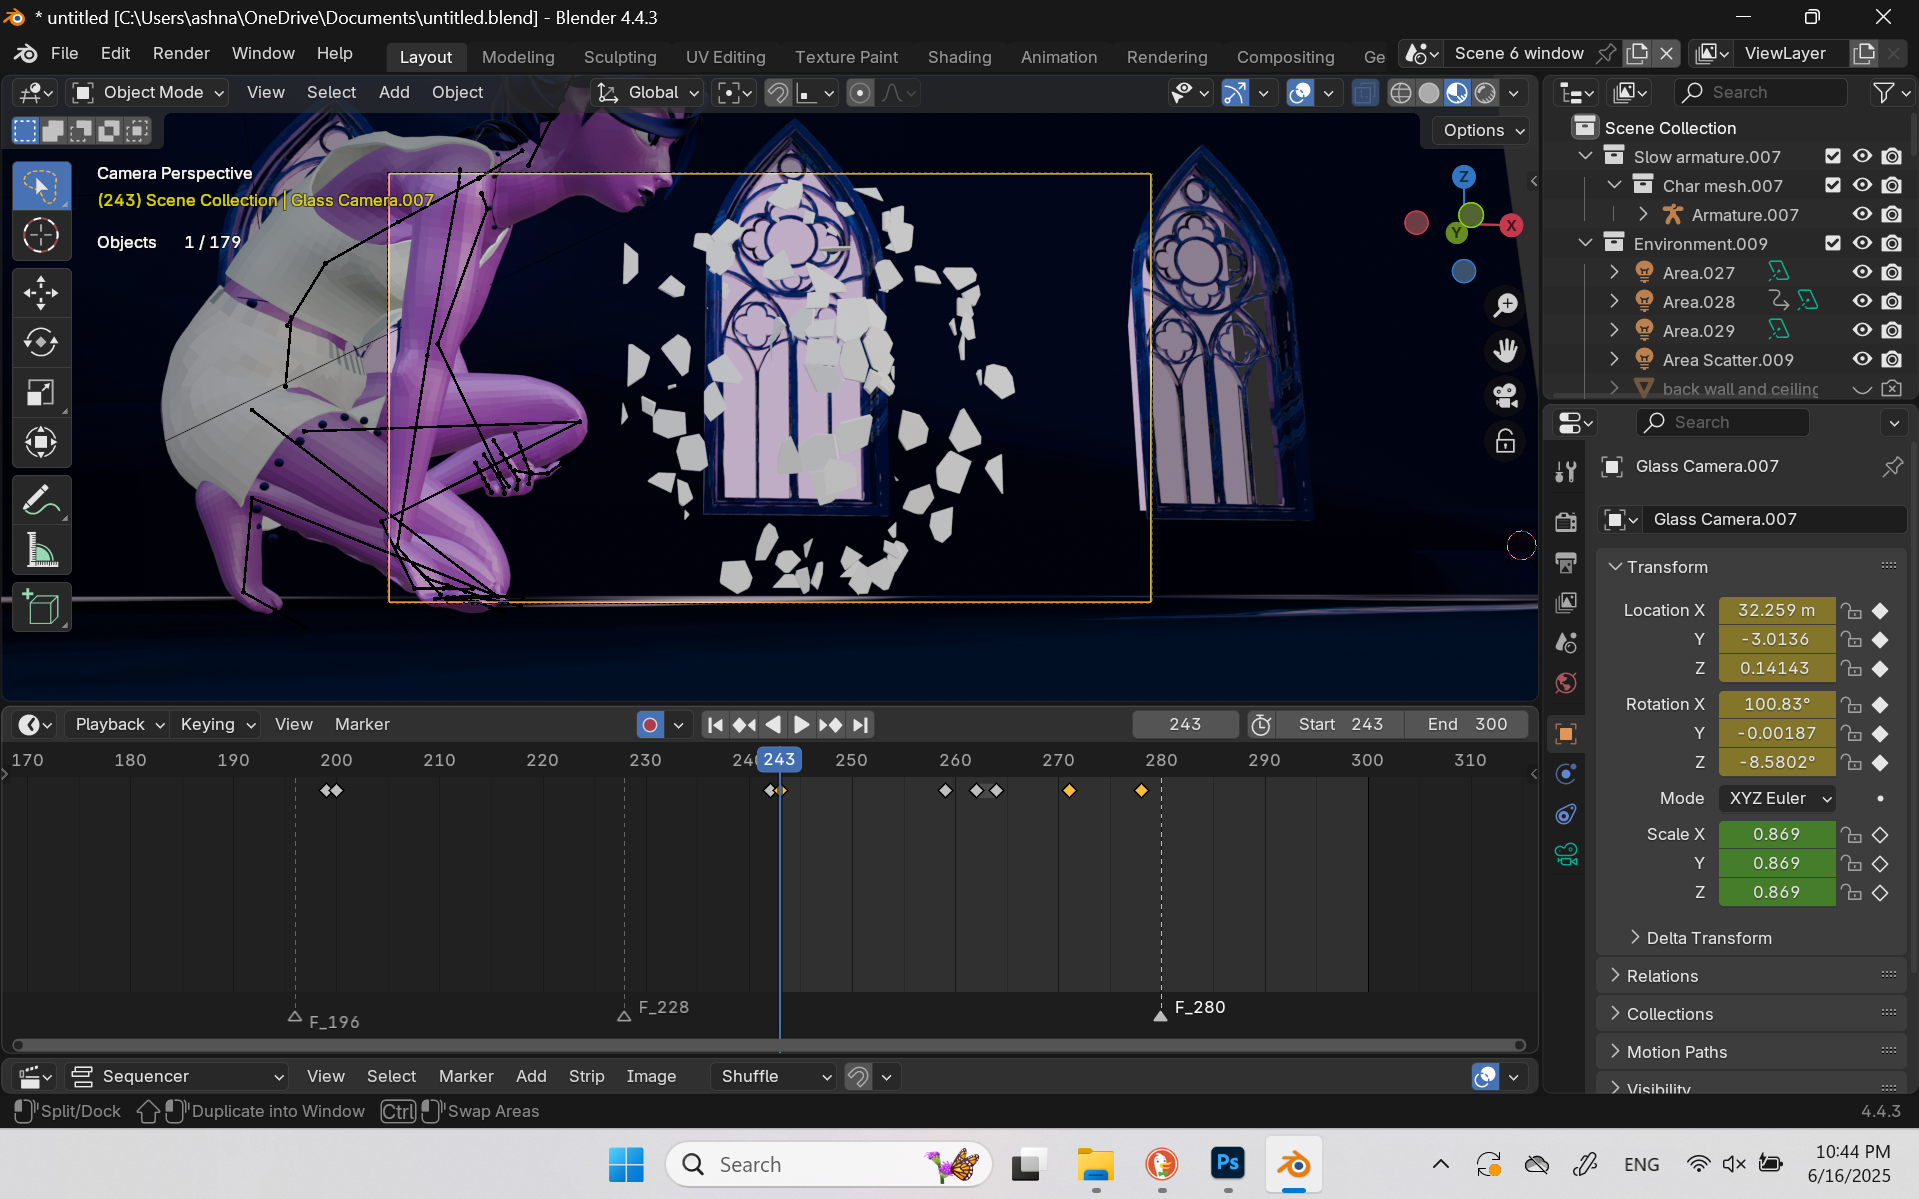 * untitled [C:\Users\ashna\OneDrive\Documents\untitled.blend] - Blender 4.4.3
File Edit Render Window Help Layout Modeling Sculpting UV Editing Texture Paint Shading Animation Rendering Compositing Ge Scene 6 window ViewLayer
Object Mode View Select Add Object Global Search
Options
Scene Collection
Slow armature.007
Char mesh.007
Armature.007
Environment.009
Area.027
Area.028
Area.029
Area Scatter.009
back wall and ceiling
Camera Perspective
(243) Scene Collection | Glass Camera.007
Objects 1 / 179
Z
X
Y
Search
Glass Camera.007
Glass Camera.007
Transform
Location X 32.259 m
Y -3.0136
Z 0.14143
Rotation X 100.83°
Y -0.00187
Z -8.5802°
Mode XYZ Euler
Scale X 0.869
Y 0.869
Z 0.869
Delta Transform
Relations
Collections
Motion Paths
Visibility
Playback Keying View Marker 243 Start 243 End 300
170 180 190 200 210 220 230 24 243 250 260 270 280 290 300 310
F_196
F_228
F_280
Sequencer View Select Marker Add Strip Image Shuffle
Split/Dock Duplicate into Window Ctrl Swap Areas 4.4.3
Search Ps ENG 10:44 PM
6/16/2025